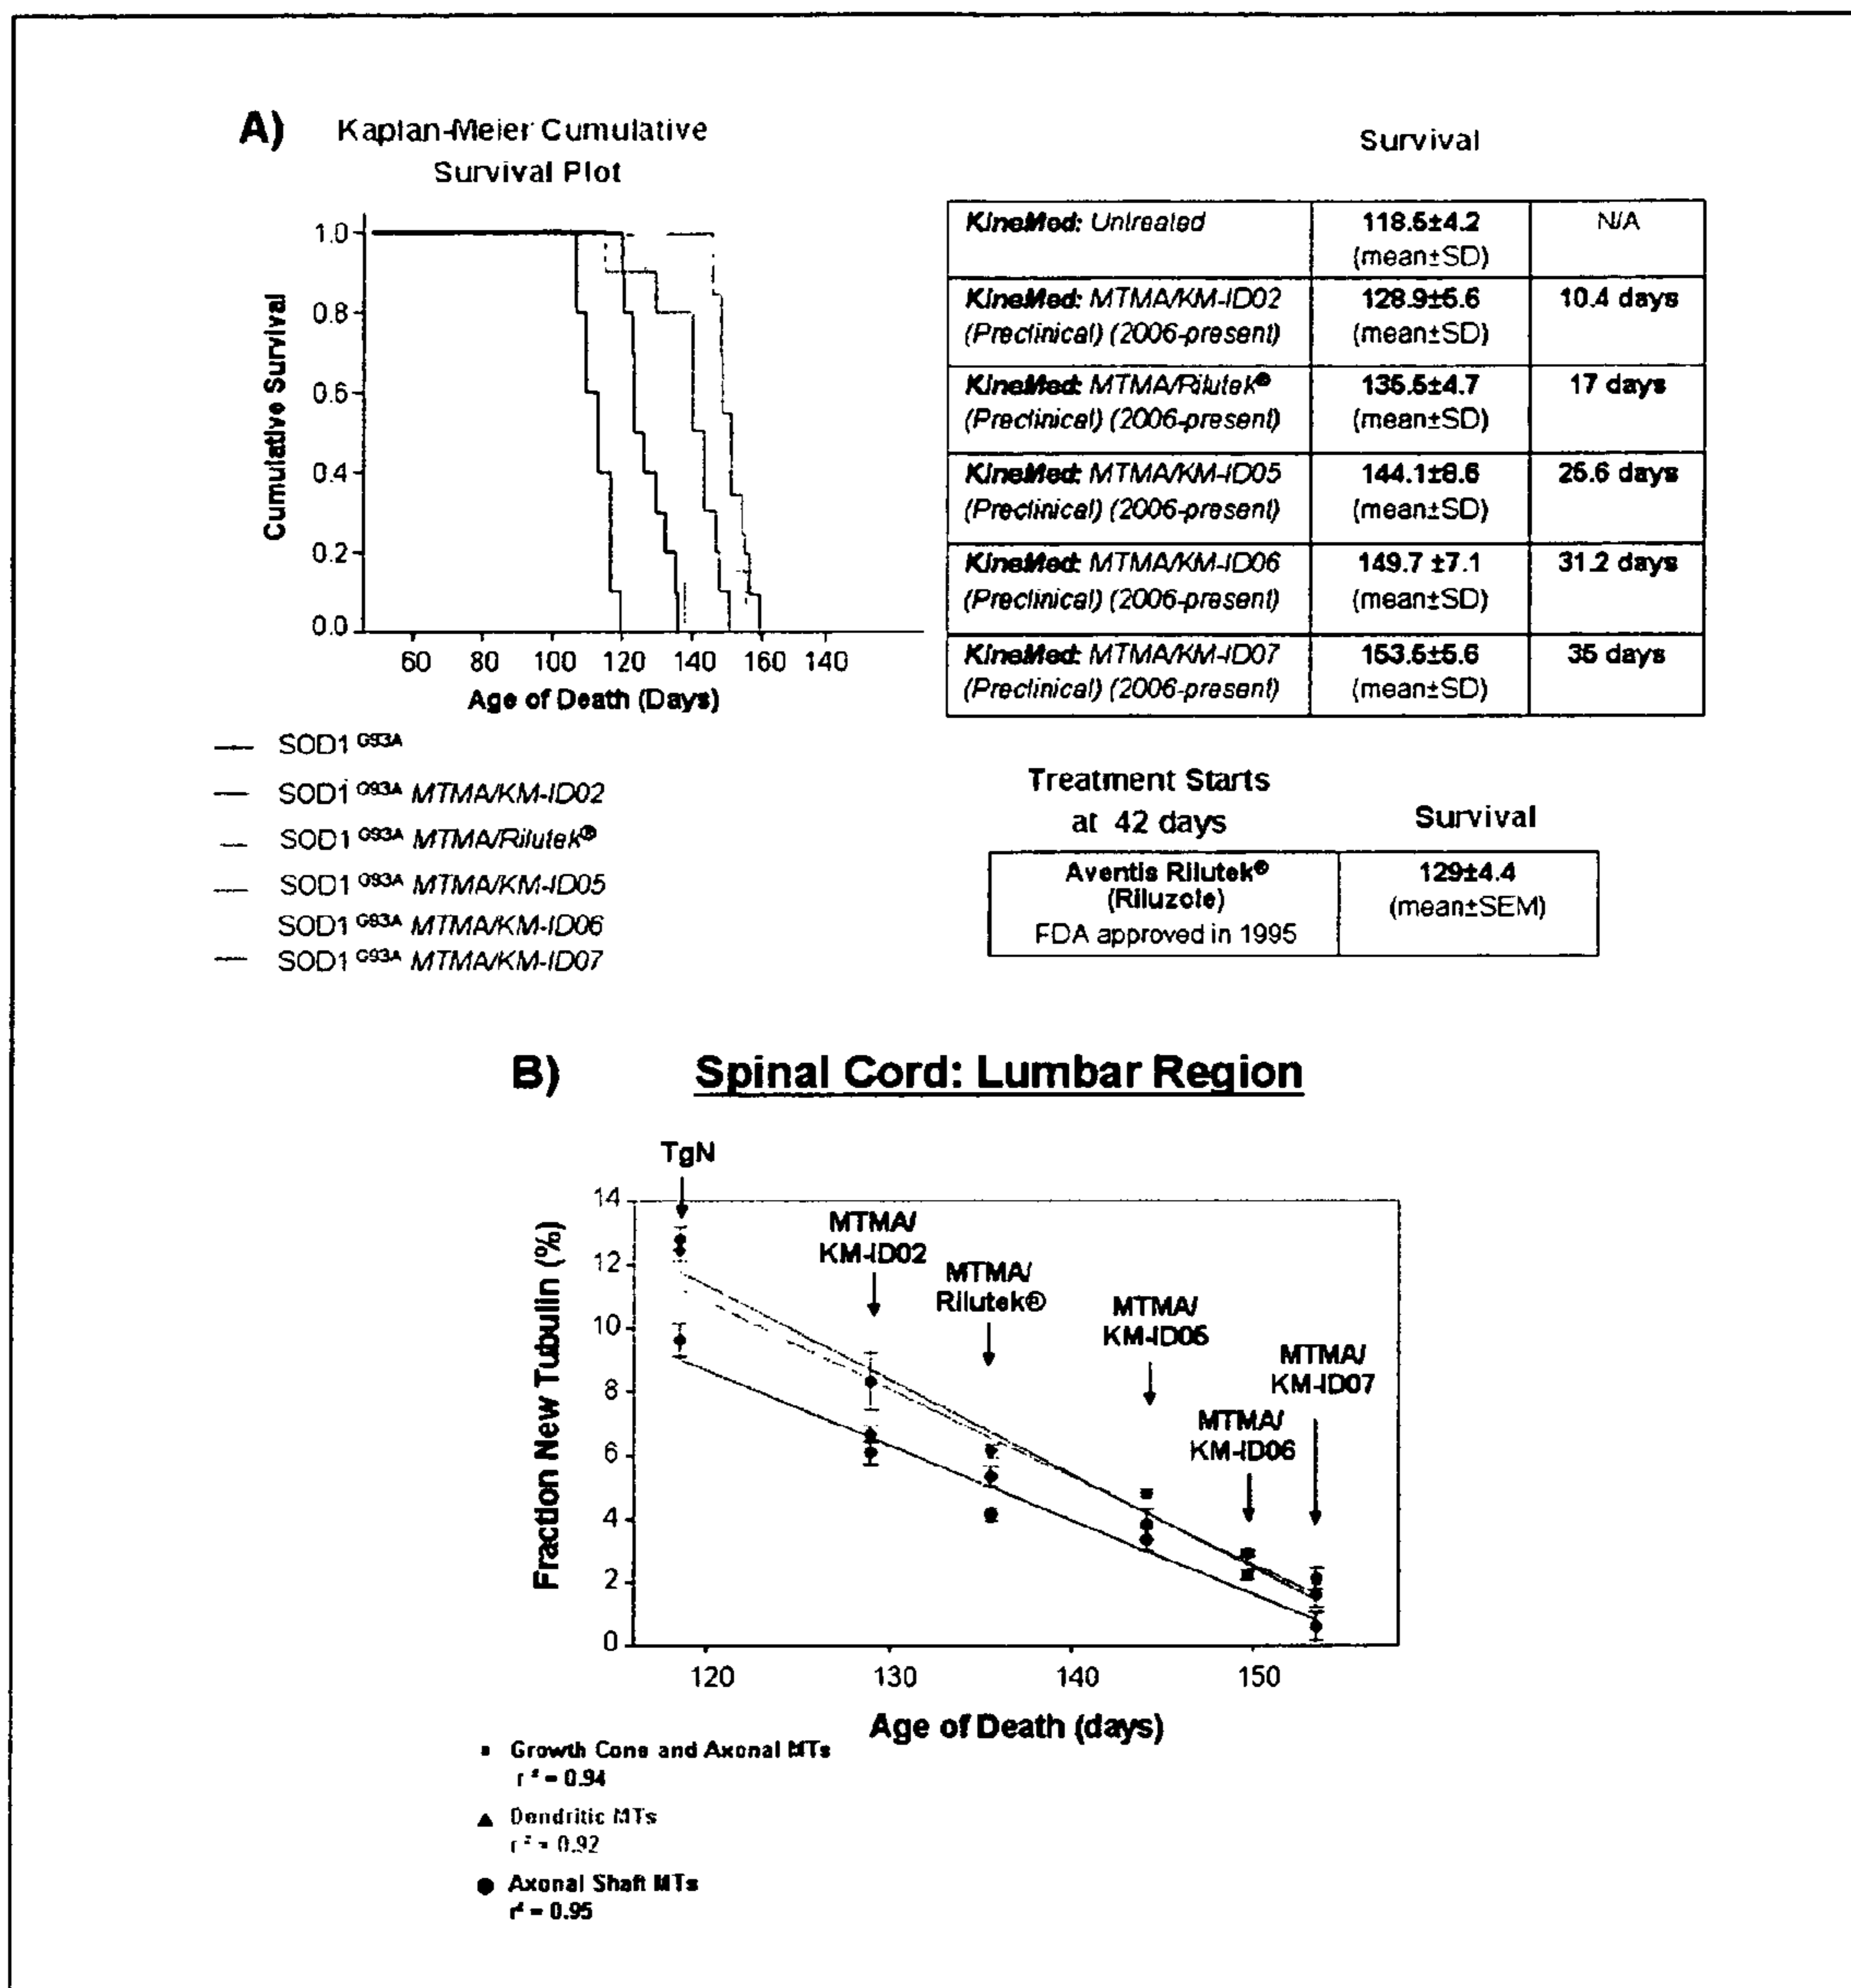 A) Kaplan-Meier Cumulative
Survival Plot
Cumulative Survival
1.0
0.8
0.6
0.4
0.2
0.0
60 80 100 120 140 160 140
Age of Death (Days)
SOD1 G93A
SOD1 G93A MTMA/KM-ID02
SOD1 G93A MTMA/Rilutek®
SOD1 G93A MTMA/KM-ID05
SOD1 G93A MTMA/KM-ID06
SOD1 G93A MTMA/KM-ID07
Survival
KineMed: Untreated 118.5±4.2 N/A
(mean±SD)
KineMed: MTMA/KM-ID02 128.9±5.6 10.4 days
(Preclinical) (2006-present) (mean±SD)
KineMed: MTMA/Rilutek® 135.5±4.7 17 days
(Preclinical) (2006-present) (mean±SD)
KineMed: MTMA/KM-ID05 144.1±8.6 25.6 days
(Preclinical) (2006-present) (mean±SD)
KineMed: MTMA/KM-ID06 149.7 ±7.1 31.2 days
(Preclinical) (2006-present) (mean±SD)
KineMed: MTMA/KM-ID07 153.5±5.6 35 days
(Preclinical) (2006-present) (mean±SD)
Treatment Starts
at 42 days
Survival
Aventis Rilutek® 129±4.4
(Riluzole) (mean±SEM)
FDA approved in 1995
B) Spinal Cord: Lumbar Region
Fraction New Tubulin (%)
14
12
10
8
6
4
2
0
TgN
MTMA/
KM-ID02
MTMA/
Rilutek®
MTMA/
KM-ID05
MTMA/
KM-ID06
MTMA/
KM-ID07
120 130 140 150
Age of Death (days)
Growth Cone and Axonal MTs
r² = 0.94
Dendritic MTs
r² = 0.92
Axonal Shaft MTs
r² = 0.95